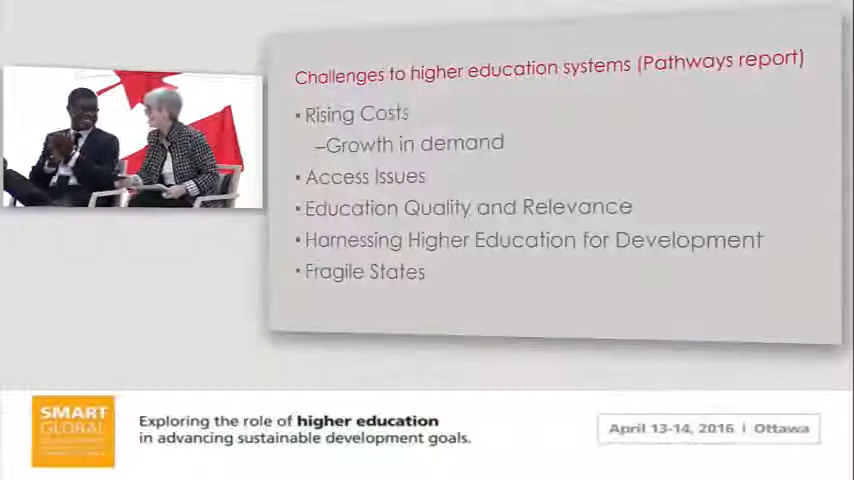 Challenges to higher education systems (Pathways report)
▪Rising Costs
–Growth in demand
▪Access Issues
▪Education Quality and Relevance
▪Harnessing Higher Education for Development
▪Fragile States
SMART
GLOBAL
Exploring the role of higher education
in advancing sustainable development goals.
April 13-14, 2016 | Ottawa